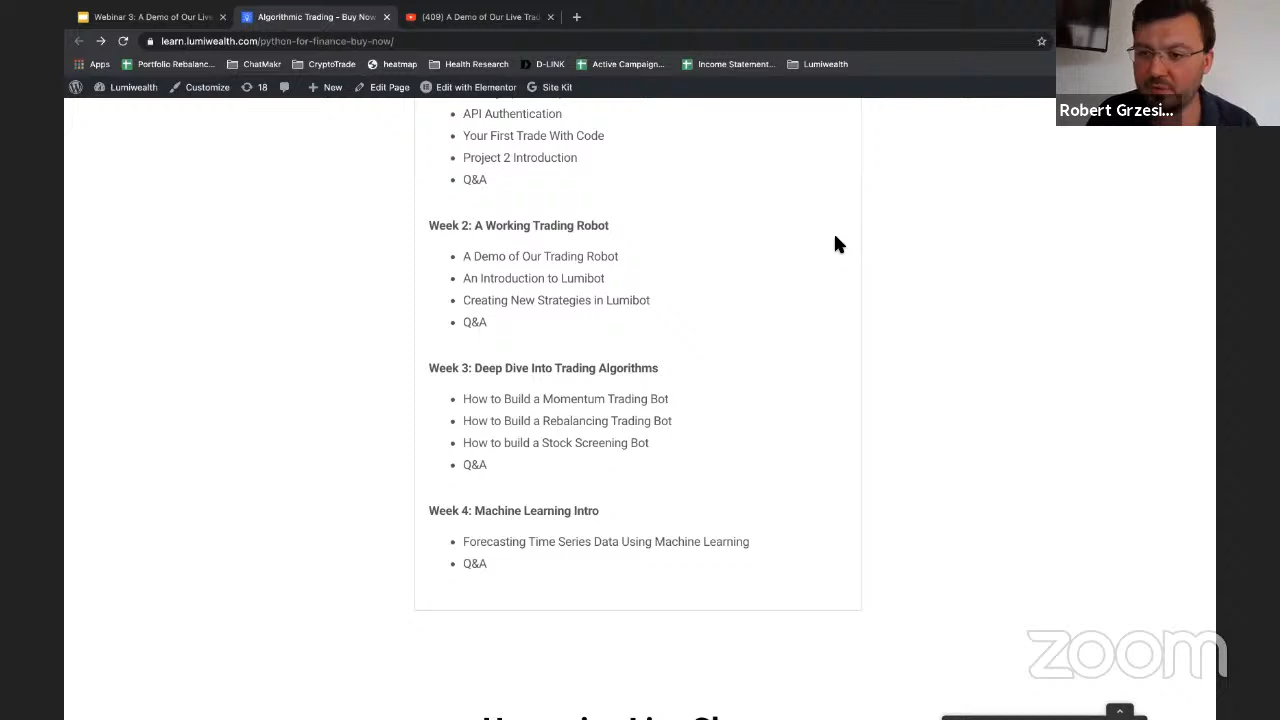 Webinar 3: A Demo of Our Live
Algorithmic Trading – Buy Now
(409) A Demo of Our Live Trad
learn.lumiwealth.com/python-for-finance-buy-now/
Apps
Portfolio Rebalanc...
ChatMakr
CryptoTrade
heatmap
Health Research
D-LINK
Active Campaign...
Income Statement...
Lumiwealth
Lumiwealth
Customize
18
New
Edit Page
Edit with Elementor
Site Kit
Robert Grzesi...
API Authentication
Your First Trade With Code
Project 2 Introduction
Q&A
Week 2: A Working Trading Robot
A Demo of Our Trading Robot
An Introduction to Lumibot
Creating New Strategies in Lumibot
Q&A
Week 3: Deep Dive Into Trading Algorithms
How to Build a Momentum Trading Bot
How to Build a Rebalancing Trading Bot
How to build a Stock Screening Bot
Q&A
Week 4: Machine Learning Intro
Forecasting Time Series Data Using Machine Learning
Q&A
zoom